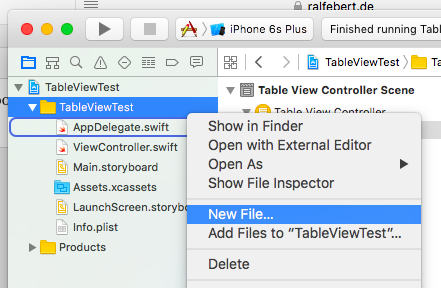 ralfebert.de
iPhone 6s Plus
Finished running Tabl
TableViewTest
Ta
TableViewTest
TableViewTest
AppDelegate.swift
ViewController.swift
Main.storyboard
Assets.xcassets
LaunchScreen.storyb
Info.plist
Products
Table View Controller Scene
Table View Controller
Show in Finder
Open with External Editor
Open As
Show File Inspector
New File...
Add Files to “TableViewTest”...
Delete